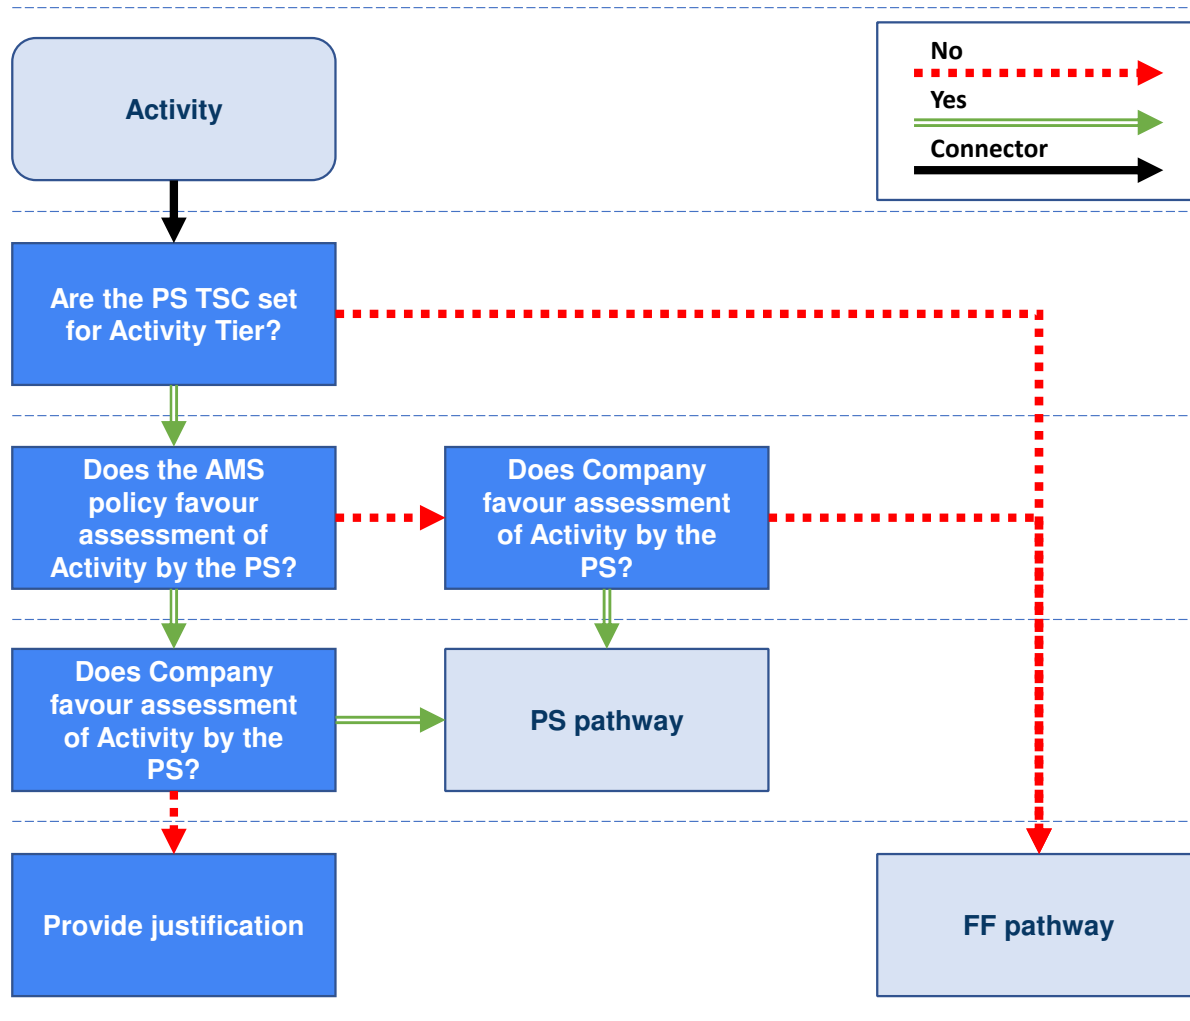 Activity
No
Yes
Connector
Are the PS TSC set
for Activity Tier?
Does the AMS
policy favour
assessment of
Activity by the PS?
Does Company
favour assessment
of Activity by the
PS?
Does Company
favour assessment
of Activity by the
PS?
PS pathway
Provide justification
FF pathway